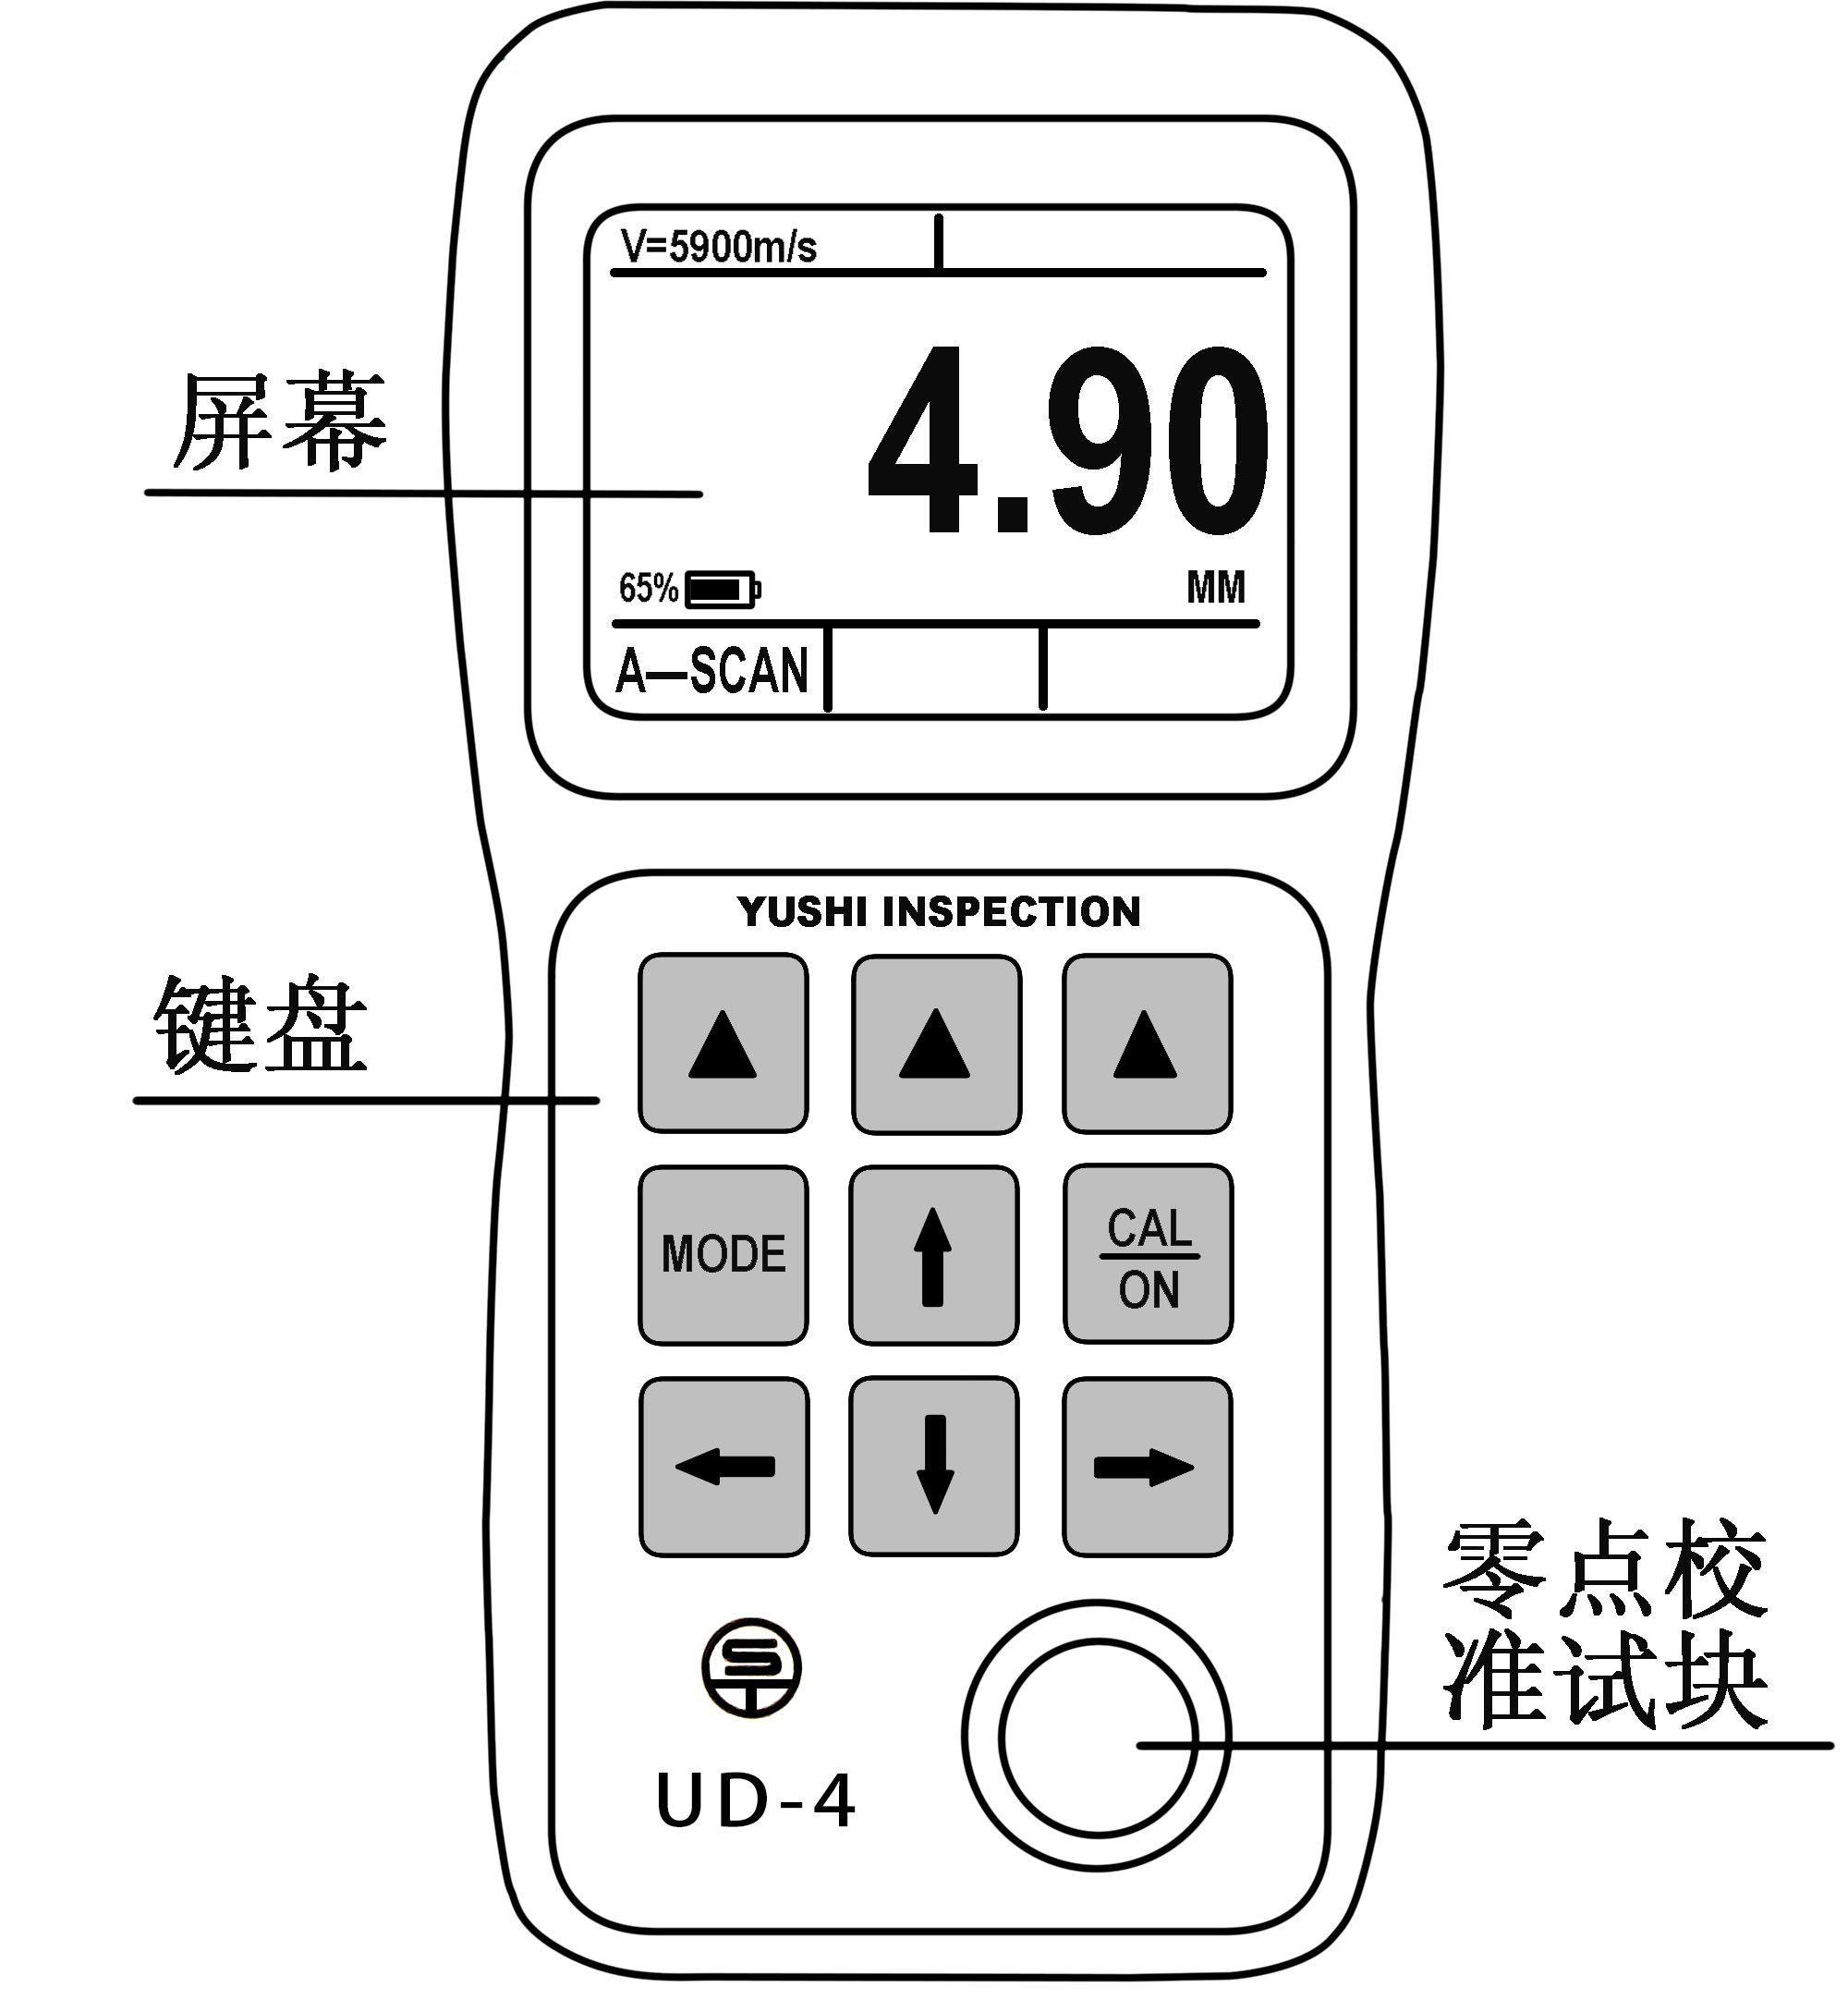 V=5900m/s
4.90
屏幕
65%
MM
A—SCAN
YUSHI INSPECTION
键盘
MODE
CAL
ON
零点校
准试块
UD-4